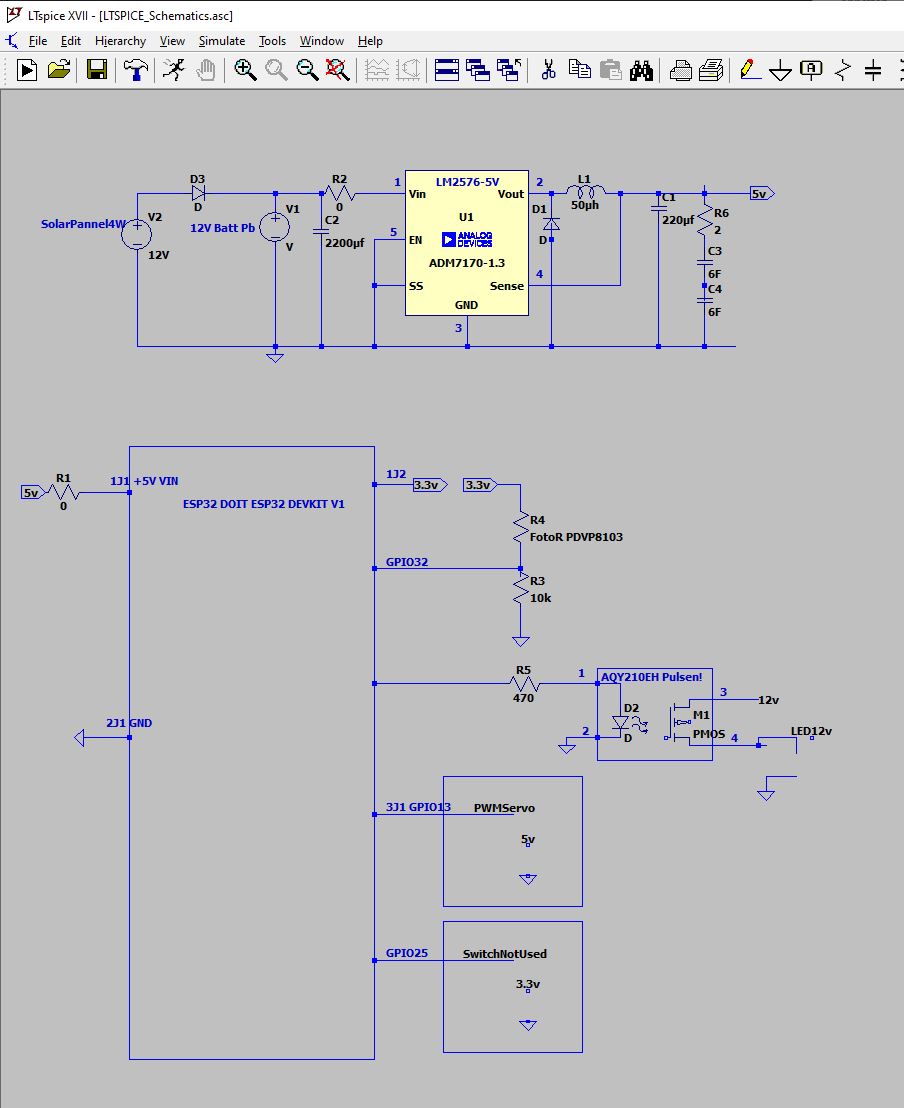 LTspice XVII - [LTSPICE_Schematics.asc]
File Edit Hierarchy View Simulate Tools Window Help
D3
D
SolarPannel4W
V2
12V
12V Batt Pb
V1
V
C2
2200µf
R2
0
1
Vin
LM2576-5V
Vout
2
U1
5
EN
ANALOG
DEVICES
ADM7170-1.3
SS
Sense
4
GND
3
D1
D
L1
50µh
C1
220µf
R6
2
C3
6F
C4
6F
5v
5v
R1
0
1J1 +5V VIN
ESP32 DOIT ESP32 DEVKIT V1
1J2
3.3v
3.3v
R4
FotoR PDVP8103
GPIO32
R3
10k
R5
470
1
AQY210EH Pulsen!
3
12v
D2
D
M1
PMOS
2
4
LED12v
2J1 GND
3J1 GPIO13
PWMServo
5v
GPIO25
SwitchNotUsed
3.3v